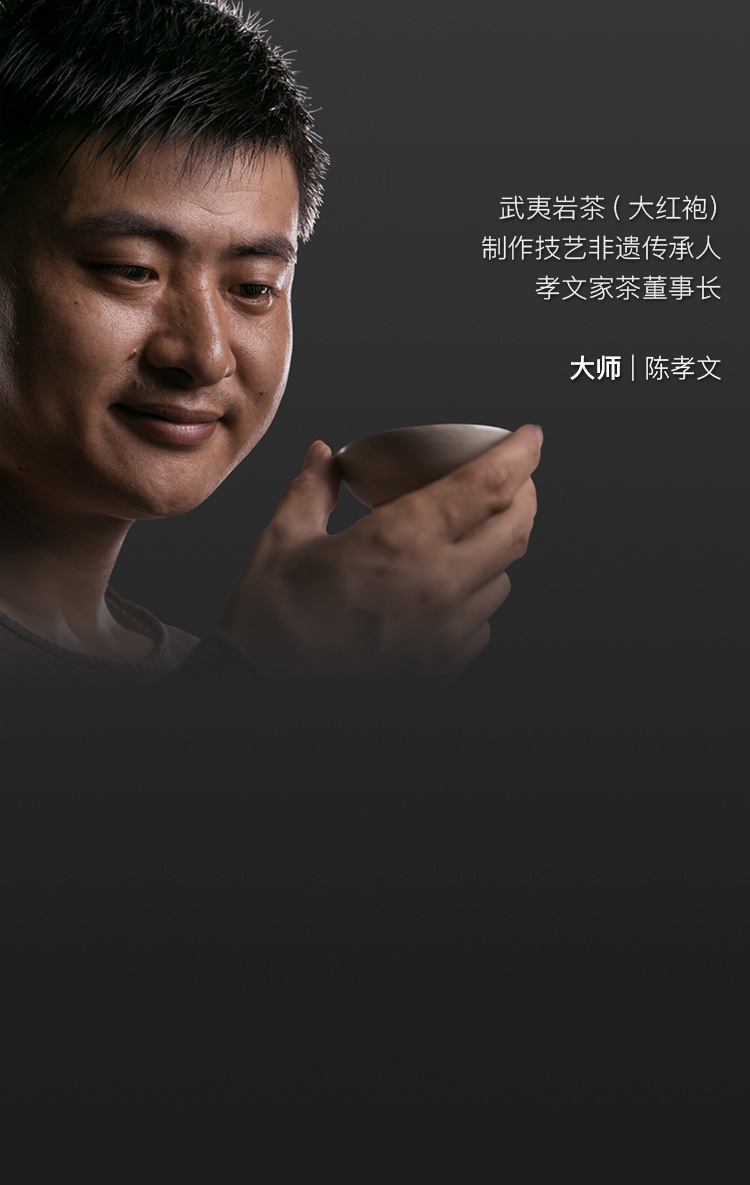 武夷岩茶（大红袍）
制作技艺非遗传承人
孝文家茶董事长
大师｜陈孝文